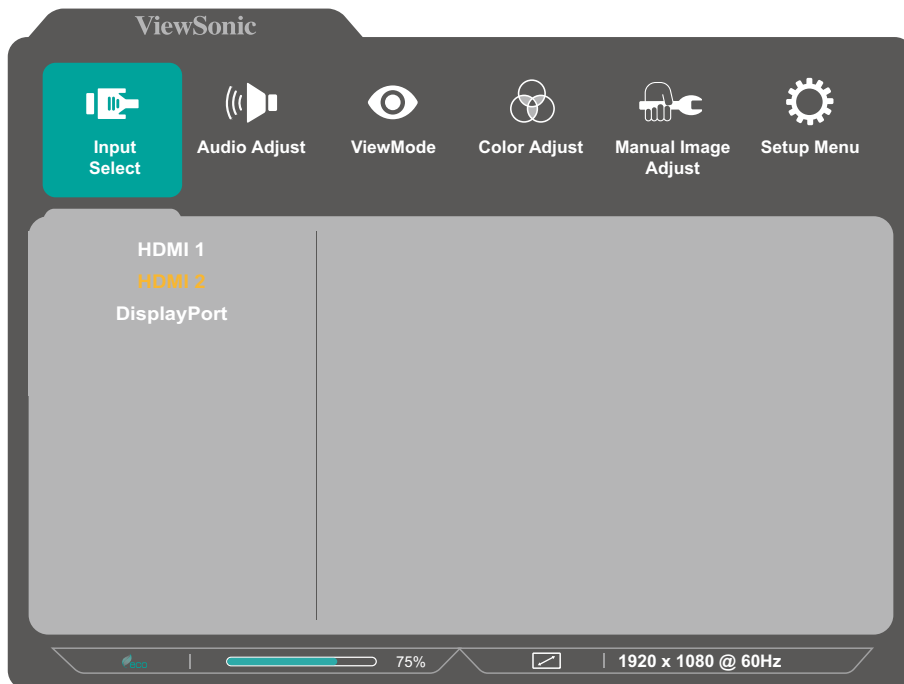 ViewSonic
Input
Select
Audio Adjust
ViewMode
Color Adjust
Manual Image
Adjust
Setup Menu
HDMI 1
HDMI 2
DisplayPort
eco
75%
1920 x 1080 @ 60Hz